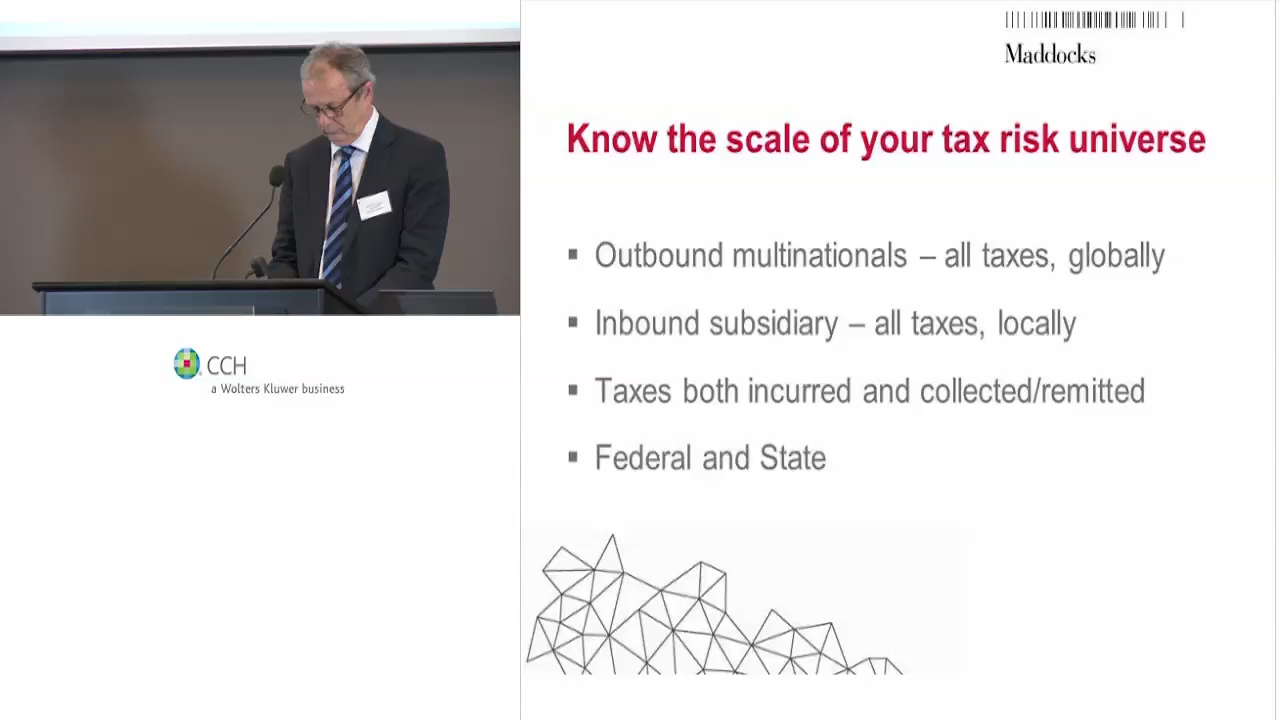 Maddocks
Know the scale of your tax risk universe
▪ Outbound multinationals – all taxes, globally
▪ Inbound subsidiary – all taxes, locally
▪ Taxes both incurred and collected/remitted
▪ Federal and State
CCH
a Wolters Kluwer business